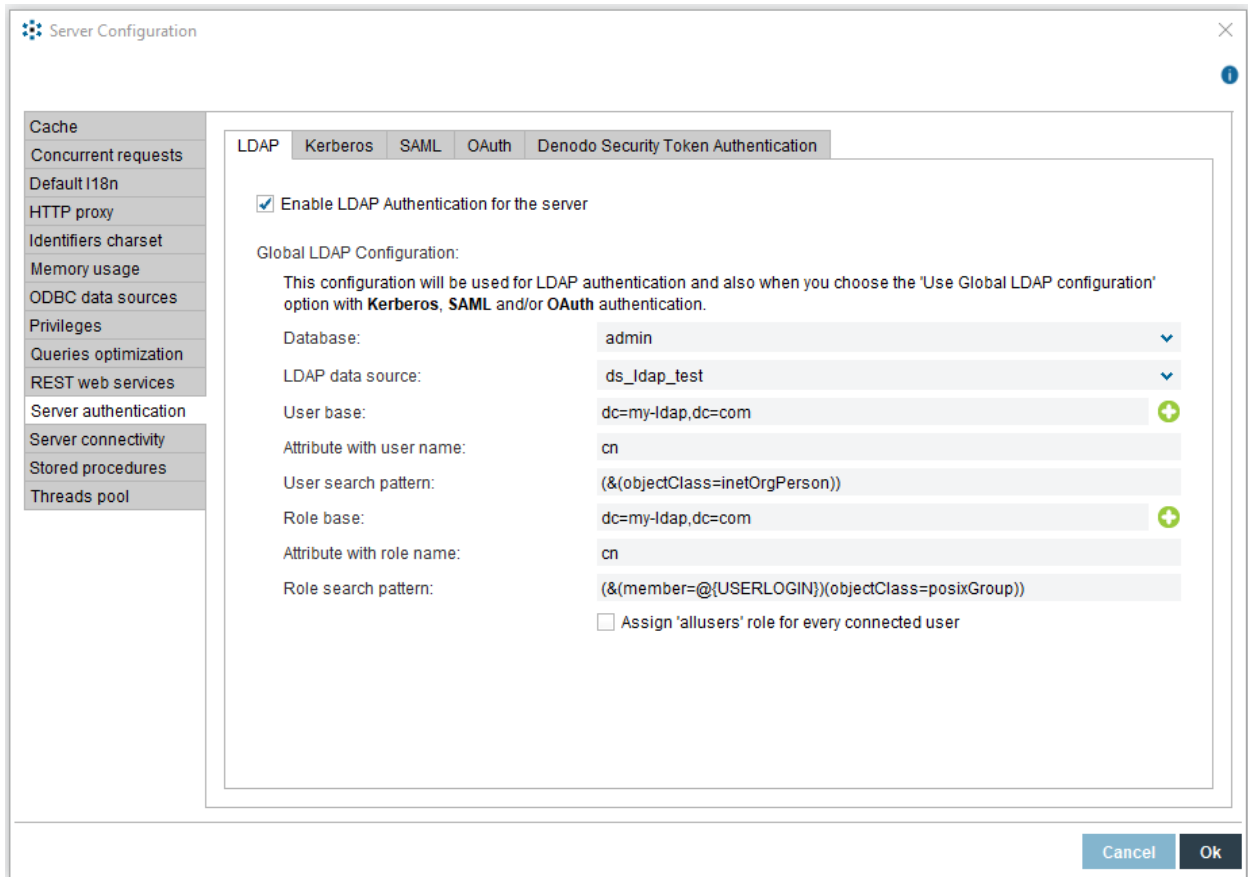 Server Configuration
Cache
Concurrent requests
Default I18n
HTTP proxy
Identifiers charset
Memory usage
ODBC data sources
Privileges
Queries optimization
REST web services
Server authentication
Server connectivity
Stored procedures
Threads pool
LDAP Kerberos SAML OAuth Denodo Security Token Authentication
Enable LDAP Authentication for the server
Global LDAP Configuration:
This configuration will be used for LDAP authentication and also when you choose the 'Use Global LDAP configuration'
option with Kerberos, SAML and/or OAuth authentication.
Database: admin
LDAP data source: ds_ldap_test
User base: dc=my-ldap,dc=com
Attribute with user name: cn
User search pattern: (&(objectClass=inetOrgPerson))
Role base: dc=my-ldap,dc=com
Attribute with role name: cn
Role search pattern: (&(member=@{USERLOGIN})(objectClass=posixGroup))
Assign 'allusers' role for every connected user
Cancel Ok